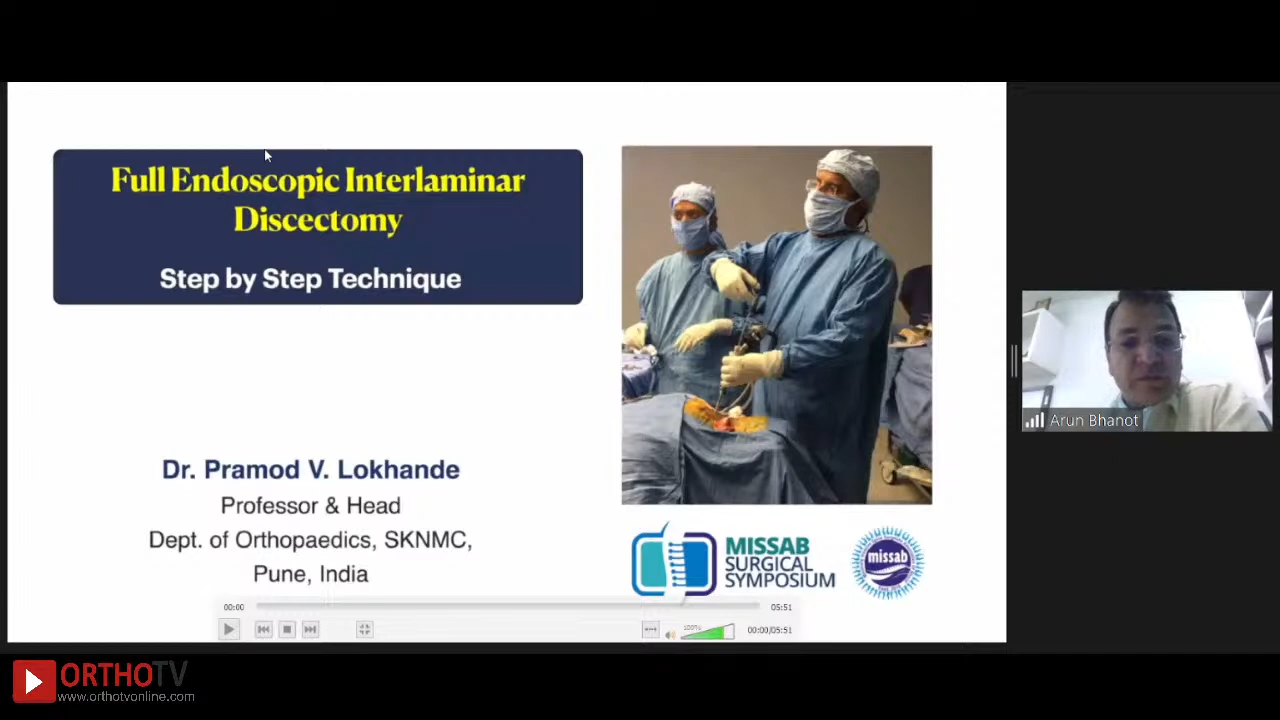 Full Endoscopic Interlaminar
Discectomy
Step by Step Technique
Dr. Pramod V. Lokhande
Professor & Head
Dept. of Orthopaedics, SKNMC,
Pune, India
MISSAB
SURGICAL
SYMPOSIUM
missab
00:00
05:51
100%
00:00/05:51
Arun Bhanot
ORTHOTV
www.orthotvonline.com